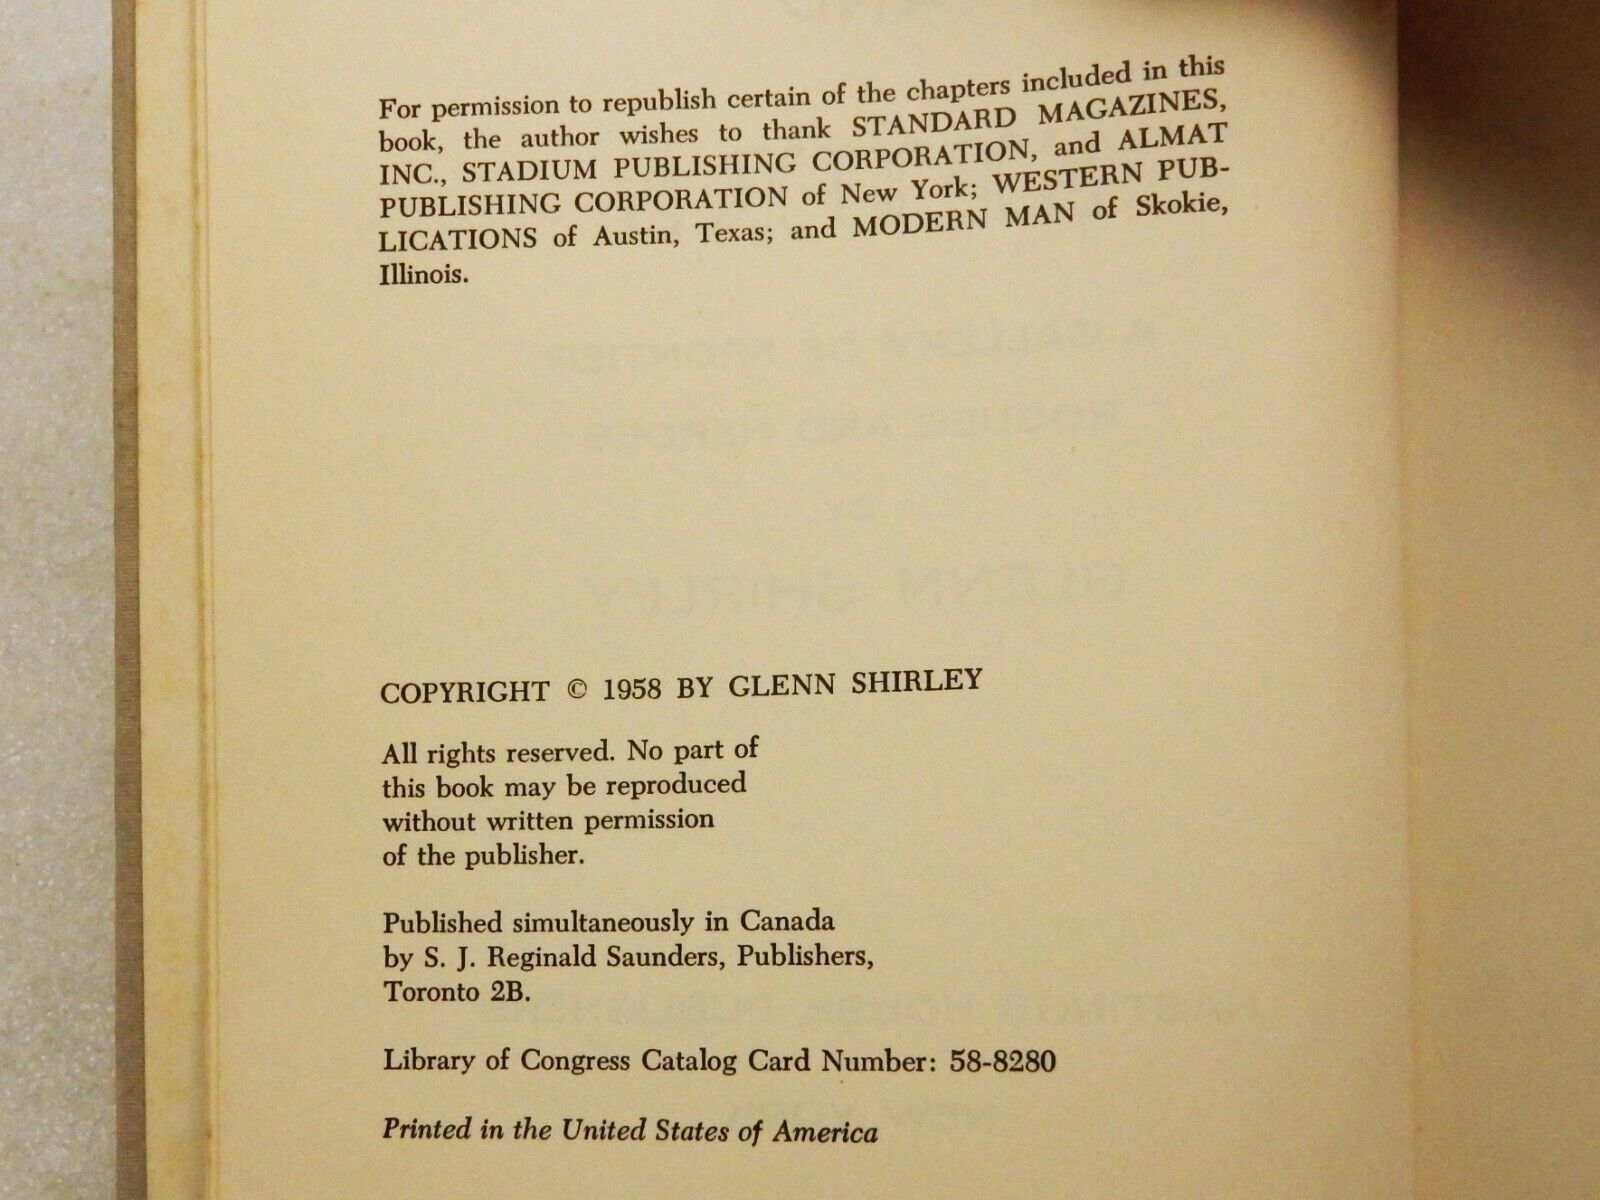 For permission to republish certain of the chapters included in this
book, the author wishes to thank STANDARD MAGAZINES,
INC., STADIUM PUBLISHING CORPORATION, and ALMAT
PUBLISHING CORPORATION of New York; WESTERN PUB-
LICATIONS of Austin, Texas; and MODERN MAN of Skokie,
Illinois.
GLENN SHIRLEY
COPYRIGHT © 1958 BY GLENN SHIRLEY
All rights reserved. No part of
this book may be reproduced
without written permission
of the publisher.
Published simultaneously in Canada
by S. J. Reginald Saunders, Publishers,
Toronto 2B.
Library of Congress Catalog Card Number: 58-8280
Printed in the United States of America